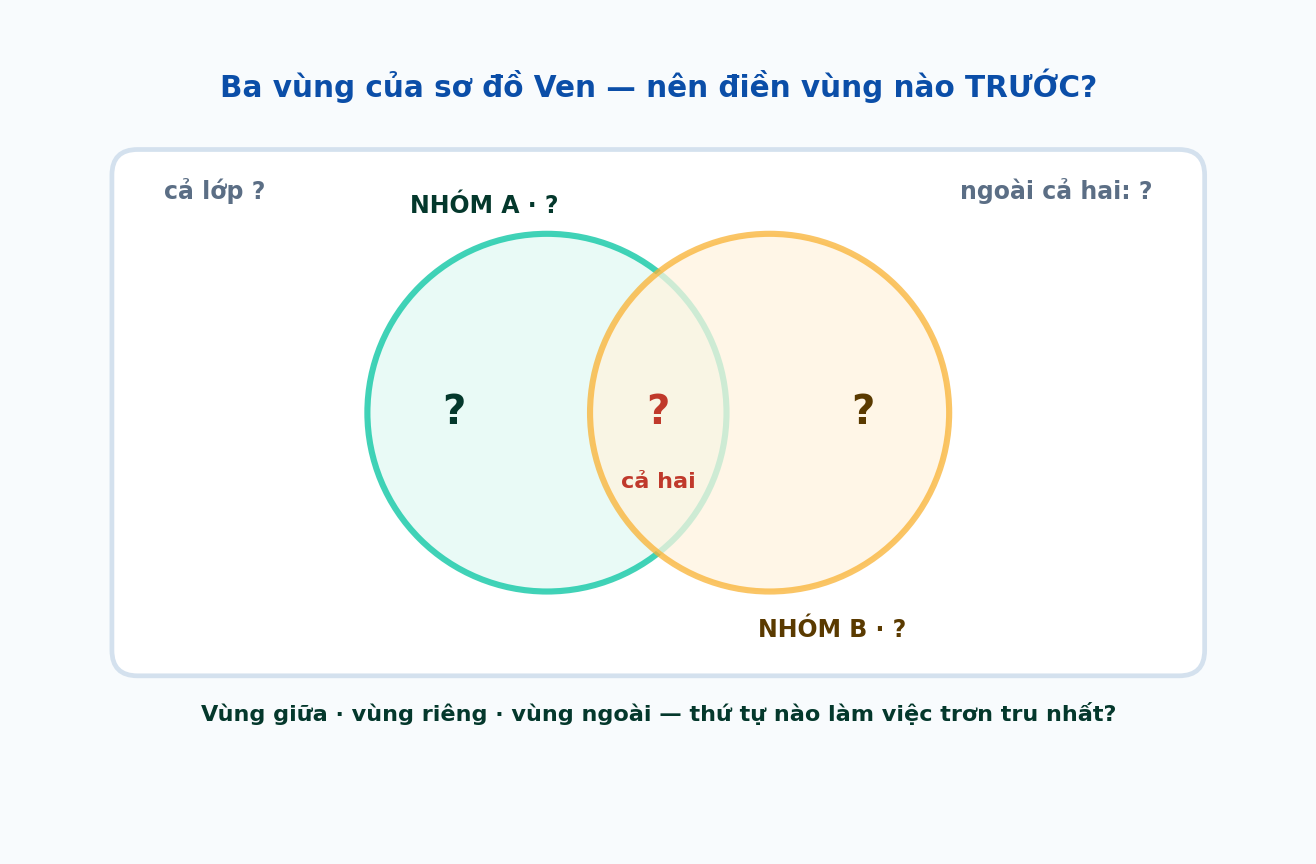 Ba vùng của sơ đồ Ven — nên điền vùng nào TRƯỚC?
cả lớp ?
ngoài cả hai: ?
NHÓM A · ?
?
?
?
cả hai
NHÓM B · ?
Vùng giữa · vùng riêng · vùng ngoài — thứ tự nào làm việc trơn tru nhất?